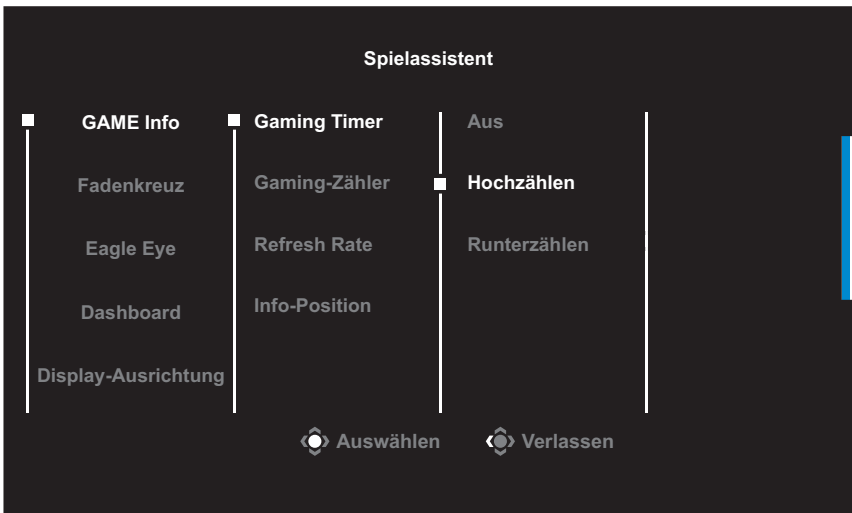 Spielassistent
GAME Info
Gaming Timer
Aus
Fadenkreuz
Gaming-Zähler
Hochzählen
Eagle Eye
Refresh Rate
Runterzählen
Dashboard
Info-Position
Display-Ausrichtung
Auswählen
Verlassen